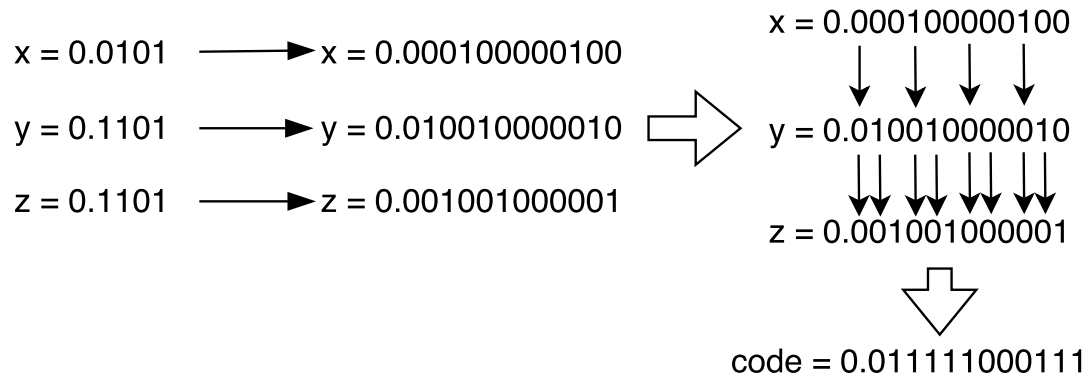 x = 0.0101
x = 0.000100000100
y = 0.1101
y = 0.010010000010
z = 0.1101
z = 0.001001000001
x = 0.000100000100
y = 0.010010000010
z = 0.001001000001
code = 0.011111000111